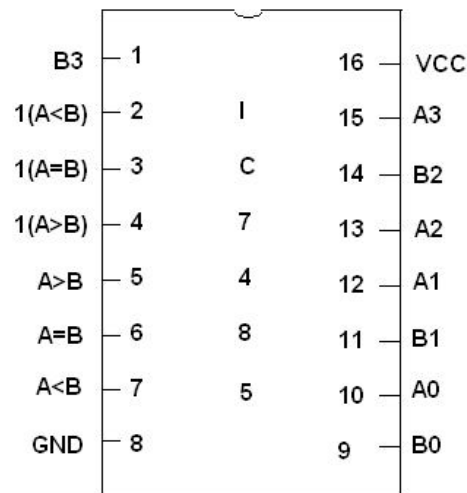 B3 1 16 VCC
1(A<B) 2 I 15 A3
1(A=B) 3 C 14 B2
1(A>B) 4 7 13 A2
A>B 5 4 12 A1
A=B 6 8 11 B1
A<B 7 5 10 A0
GND 8 9 B0